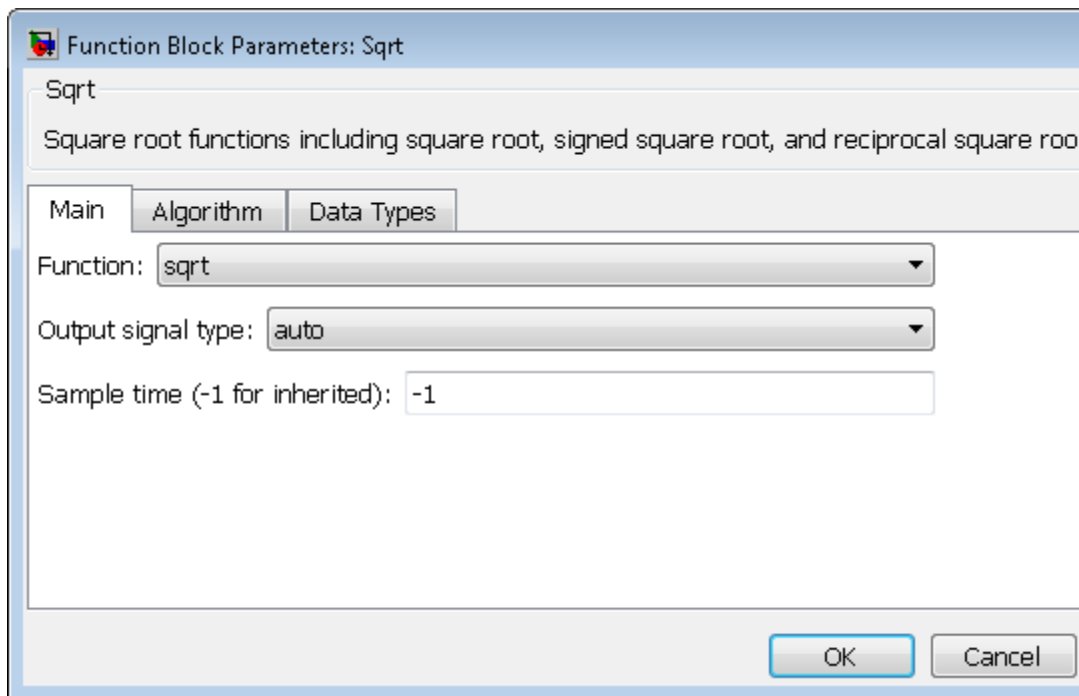 Function Block Parameters: Sqrt
Sqrt
Square root functions including square root, signed square root, and reciprocal square roo
Main Algorithm Data Types
Function: sqrt
Output signal type: auto
Sample time (-1 for inherited): -1
OK Cancel